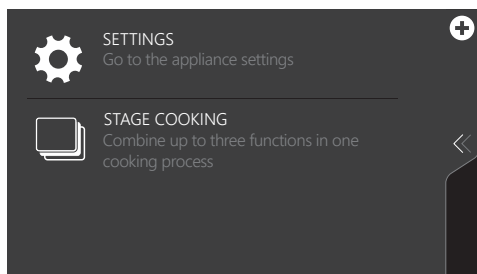 SETTINGS
Go to the appliance settings
STAGE COOKING
Combine up to three functions in one
cooking process